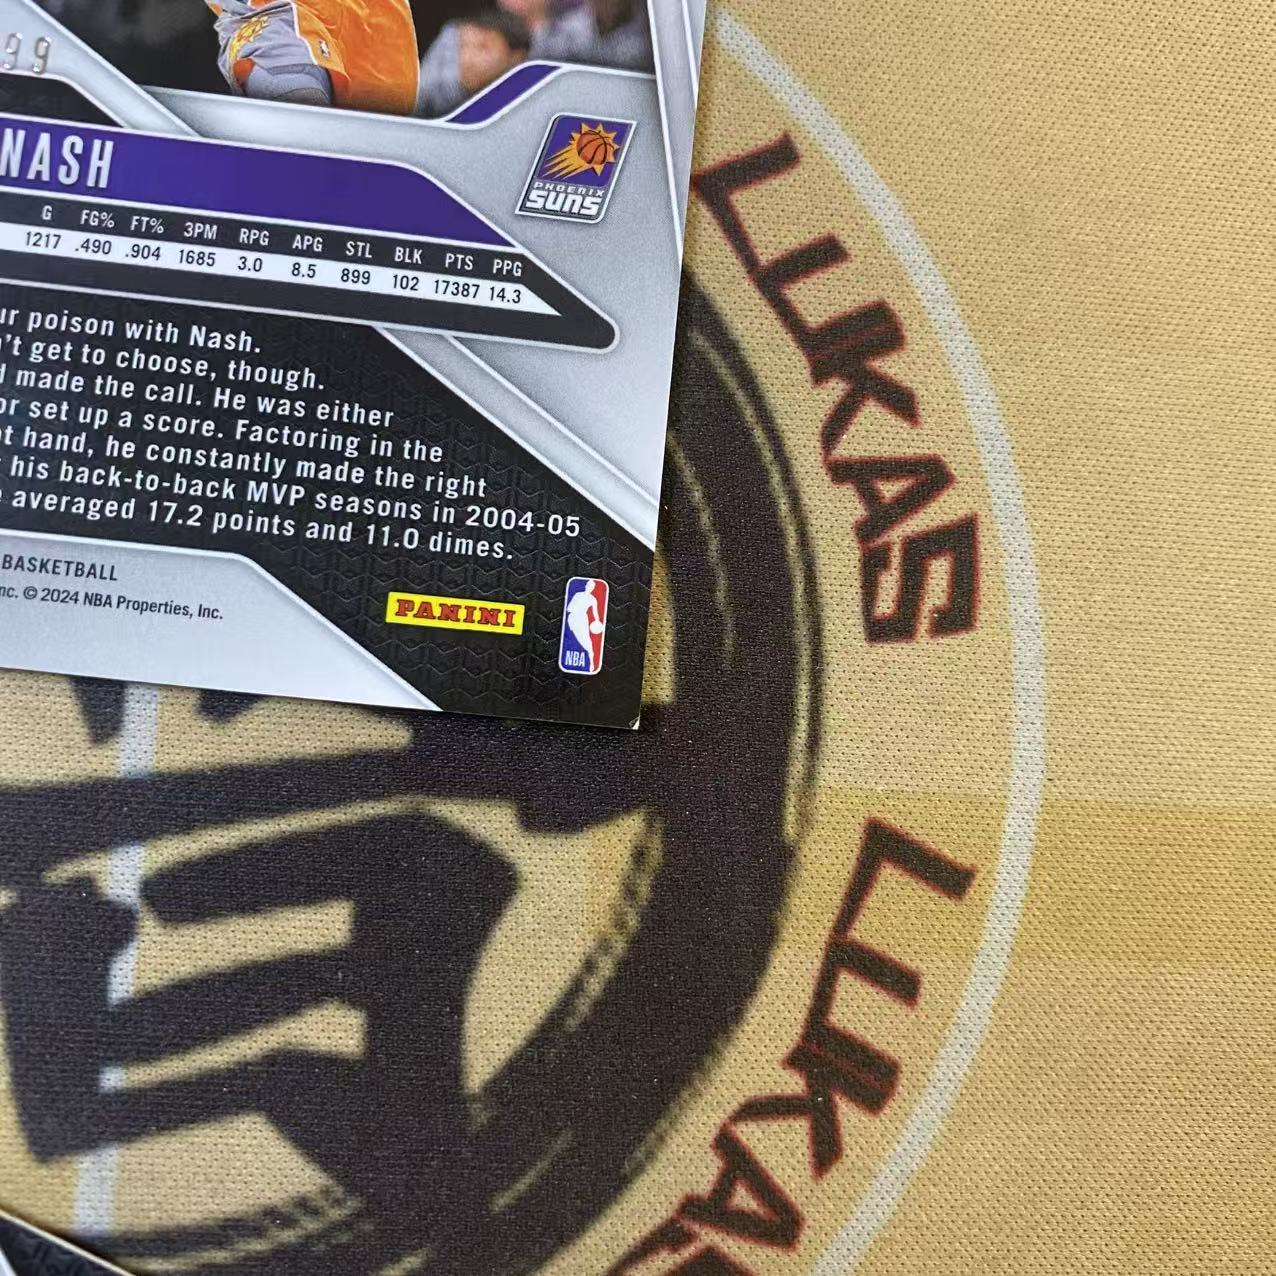 99
NASH
PHOENIX
SUNS
G FG% FT% 3PM RPG APG STL BLK PTS PPG
1217 .490 .904 1685 3.0 8.5 899 102 17387 14.3
poison with Nash.
get to choose, though.
made the call. He was either
or set up a score. Factoring in the
hand, he constantly made the right
his back-to-back MVP seasons in 2004-05
averaged 17.2 points and 11.0 dimes.
BASKETBALL
© 2024 NBA Properties, Inc.
PANINI
NBA
LUKAS
LUKAS